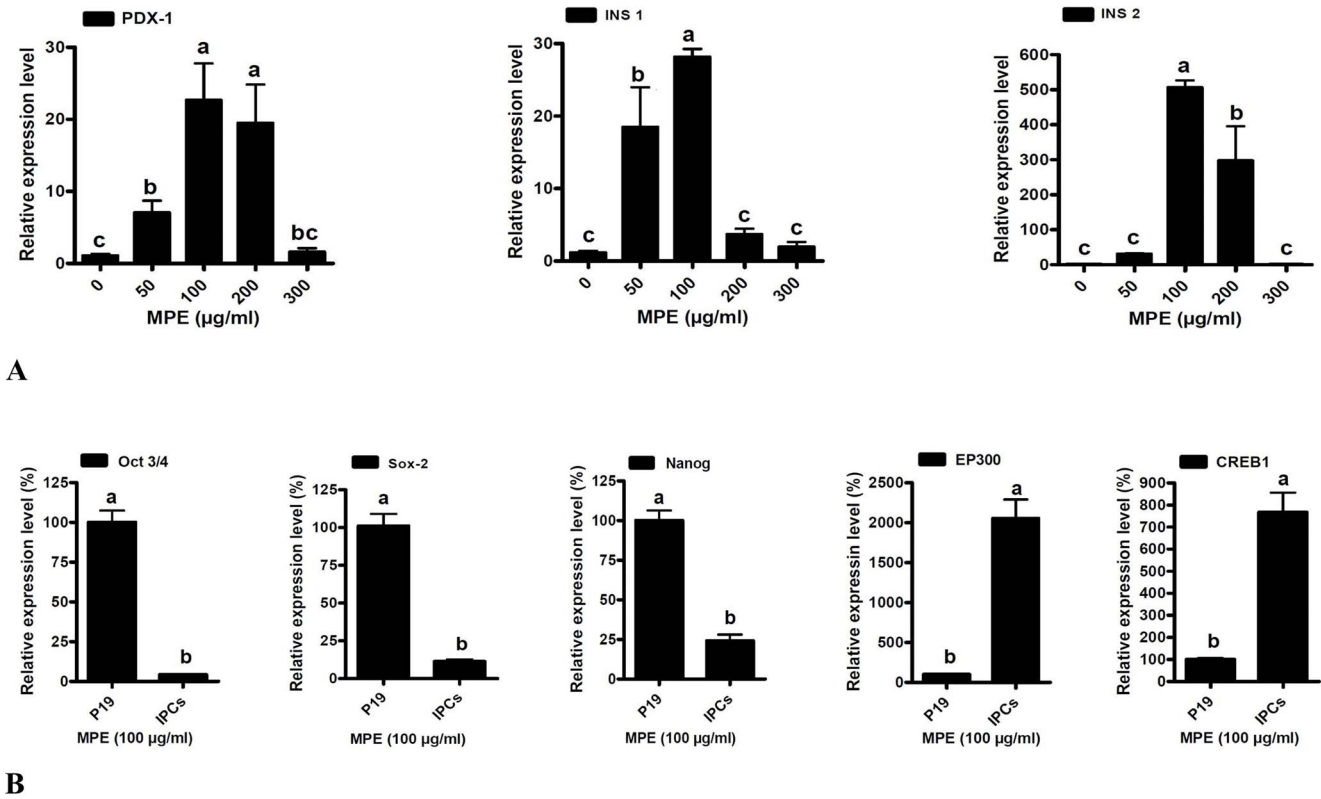 PDX-1
Relative expression level
30
20
10
0
c
b
a
a
bc
0
50
100
200
300
MPE (µg/ml)
INS 1
Relative expression level
30
20
10
0
c
b
a
c
c
0
50
100
200
300
MPE (µg/ml)
INS 2
Relative expression level
600
500
400
300
200
100
0
c
c
a
b
c
0
50
100
200
300
MPE (µg/ml)
A
Oct 3/4
Relative expression level (%)
125
100
75
50
25
0
a
b
P19
IPCs
MPE (100 µg/ml)
Sox-2
Relative expression level (%)
125
100
75
50
25
0
a
b
P19
IPCs
MPE (100 µg/ml)
Nanog
Relative expression level (%)
125
100
75
50
25
0
a
b
P19
IPCs
MPE (100 µg/ml)
EP300
Relative expressin level (%)
2500
2000
1500
1000
500
0
b
a
P19
IPCs
MPE (100 µg/ml)
CREB1
Relative expression level (%)
900
800
700
600
500
400
300
200
100
0
b
a
P19
IPCs
MPE (100 µg/ml)
B